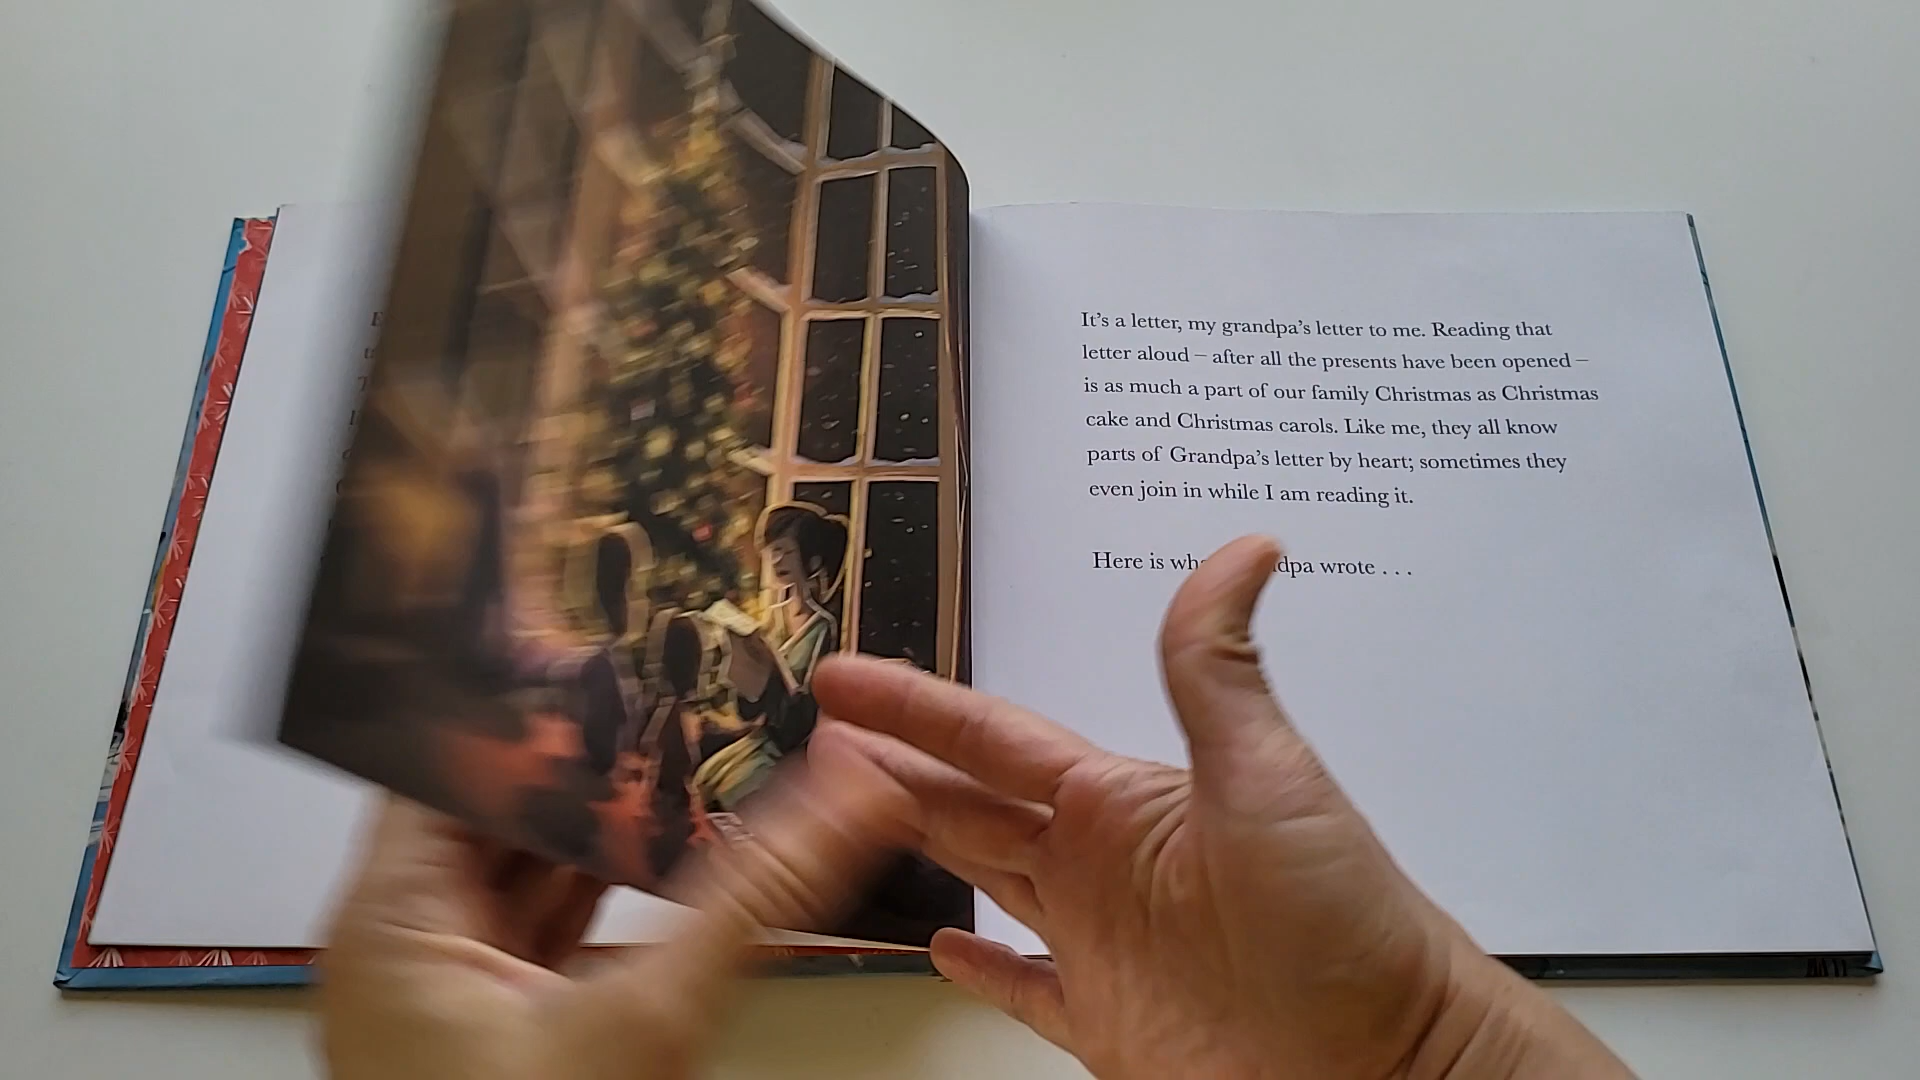 It's a letter, my grandpa's letter to me. Reading that
letter aloud – after all the presents have been opened –
is as much a part of our family Christmas as Christmas
cake and Christmas carols. Like me, they all know
parts of Grandpa's letter by heart; sometimes they
even join in while I am reading it.
Here is wrote . . .